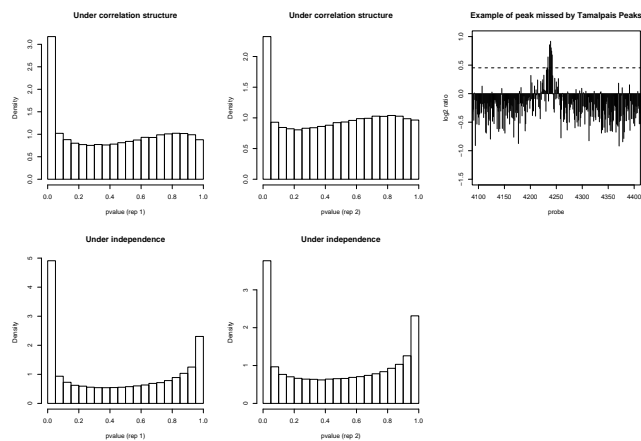 Under correlation structure
Density
0.0 0.5 1.0 1.5 2.0 2.5 3.0
0.0 0.2 0.4 0.6 0.8 1.0
pvalue (rep 1)
Under correlation structure
Density
0.0 0.5 1.0 1.5 2.0
0.0 0.2 0.4 0.6 0.8 1.0
pvalue (rep 2)
Example of peak missed by Tamalpais Peaks
log2 ratio
−1.5 −1.0 −0.5 0.0 0.5 1.0
4100 4150 4200 4250 4300 4350 4400
probe
Under independence
Density
0 1 2 3 4 5
0.0 0.2 0.4 0.6 0.8 1.0
pvalue (rep 1)
Under independence
Density
0 1 2 3
0.0 0.2 0.4 0.6 0.8 1.0
pvalue (rep 2)